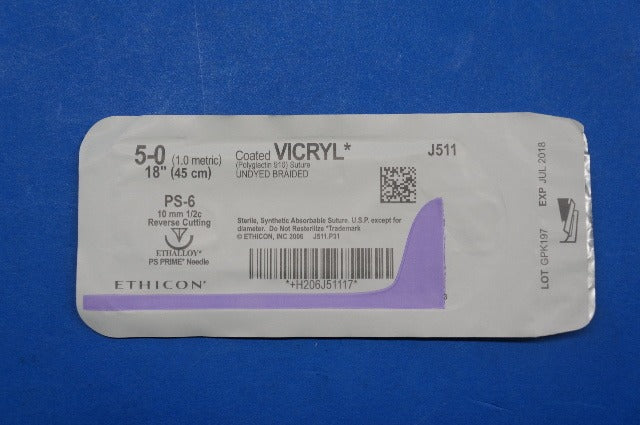 5-0 (1.0 metric)
18" (45 cm)
Coated VICRYL*
(Polyglactin 910) Suture
UNDYED BRAIDED
J511
PS-6
10 mm 1/2c
Reverse Cutting
ETHALLOY*
PS PRIME* Needle
Sterile, Synthetic Absorbable Suture. U.S.P. except for
diameter. Do Not Resterilize *Trademark
© ETHICON, INC 2006 J511.P31
*+H206J51117*
ETHICON*
LOT GPK197 EXP JUL 2018